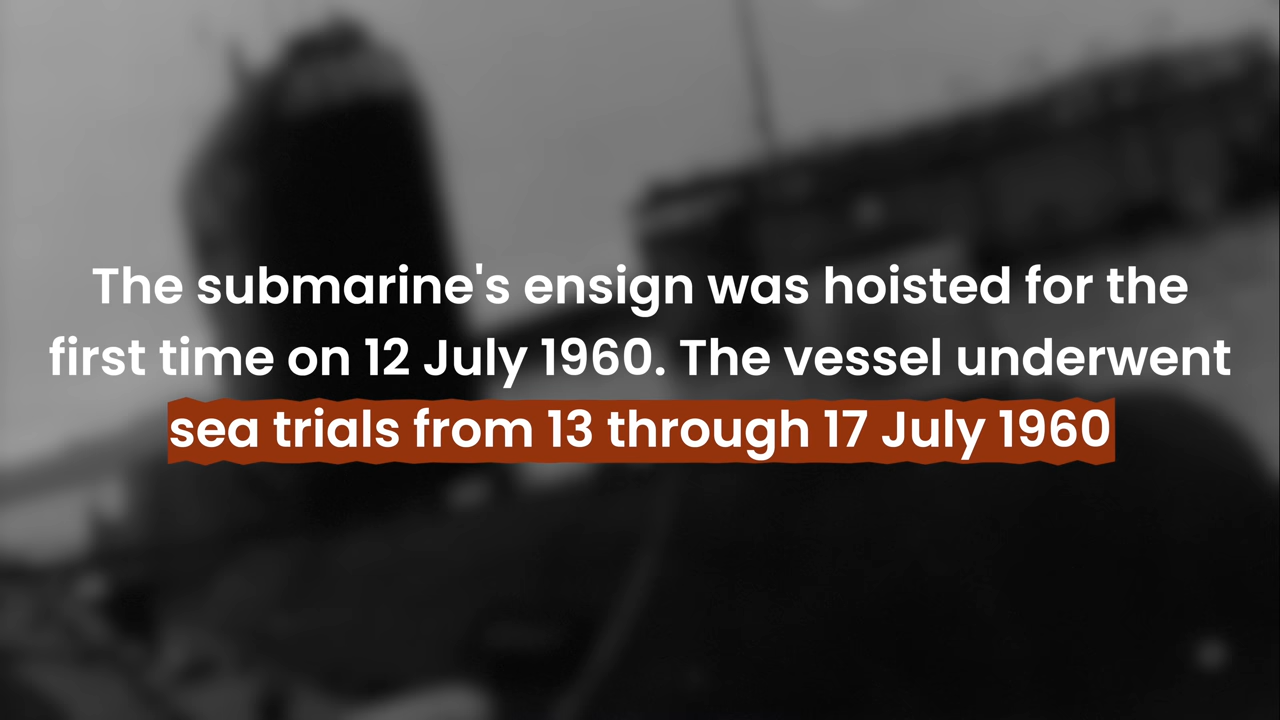 The submarine's ensign was hoisted for the
first time on 12 July 1960. The vessel underwent
sea trials from 13 through 17 July 1960